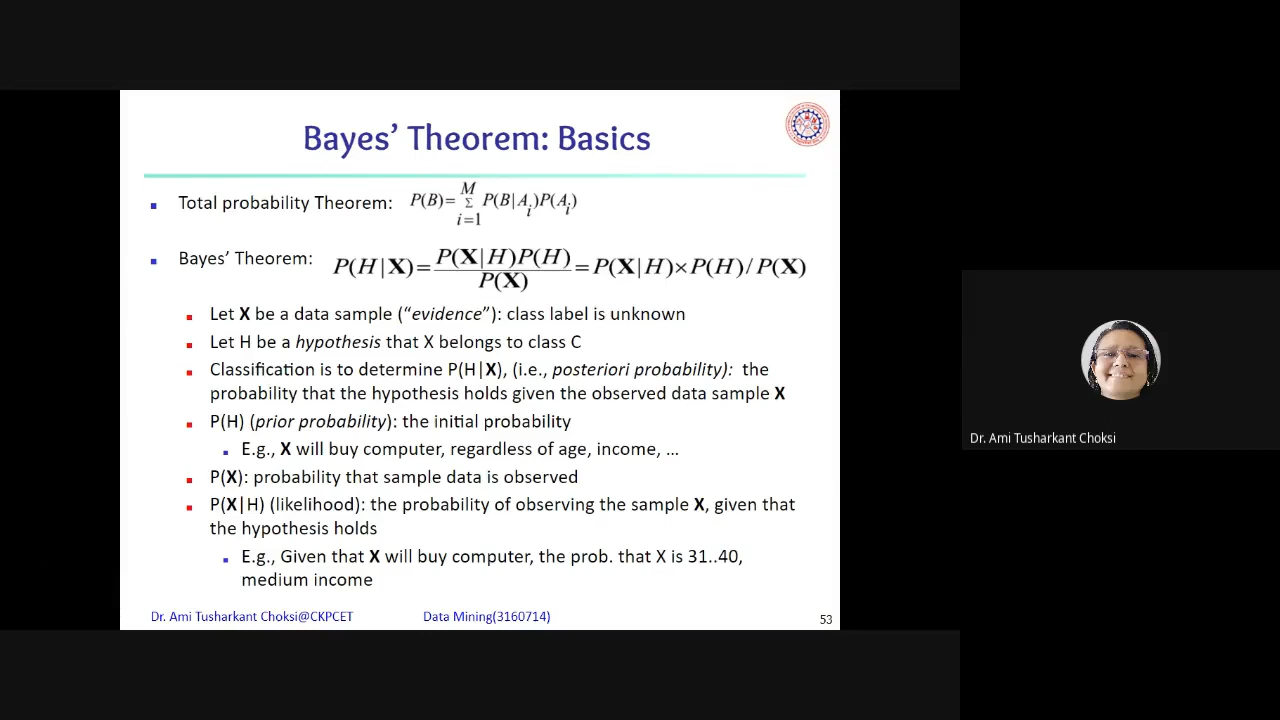 Bayes’ Theorem: Basics
Total probability Theorem: P(B)= M Σ i=1 P(B|A_i)P(A_i)
Bayes’ Theorem: P(H|X)= P(X|H)P(H) / P(X) =P(X|H)×P(H)/P(X)
Let X be a data sample (“evidence”): class label is unknown
Let H be a hypothesis that X belongs to class C
Classification is to determine P(H|X), (i.e., posteriori probability): the
probability that the hypothesis holds given the observed data sample X
P(H) (prior probability): the initial probability
E.g., X will buy computer, regardless of age, income, …
P(X): probability that sample data is observed
P(X|H) (likelihood): the probability of observing the sample X, given that
the hypothesis holds
E.g., Given that X will buy computer, the prob. that X is 31..40,
medium income
Dr. Ami Tusharkant Choksi@CKPCET Data Mining(3160714) 53
Dr. Ami Tusharkant Choksi